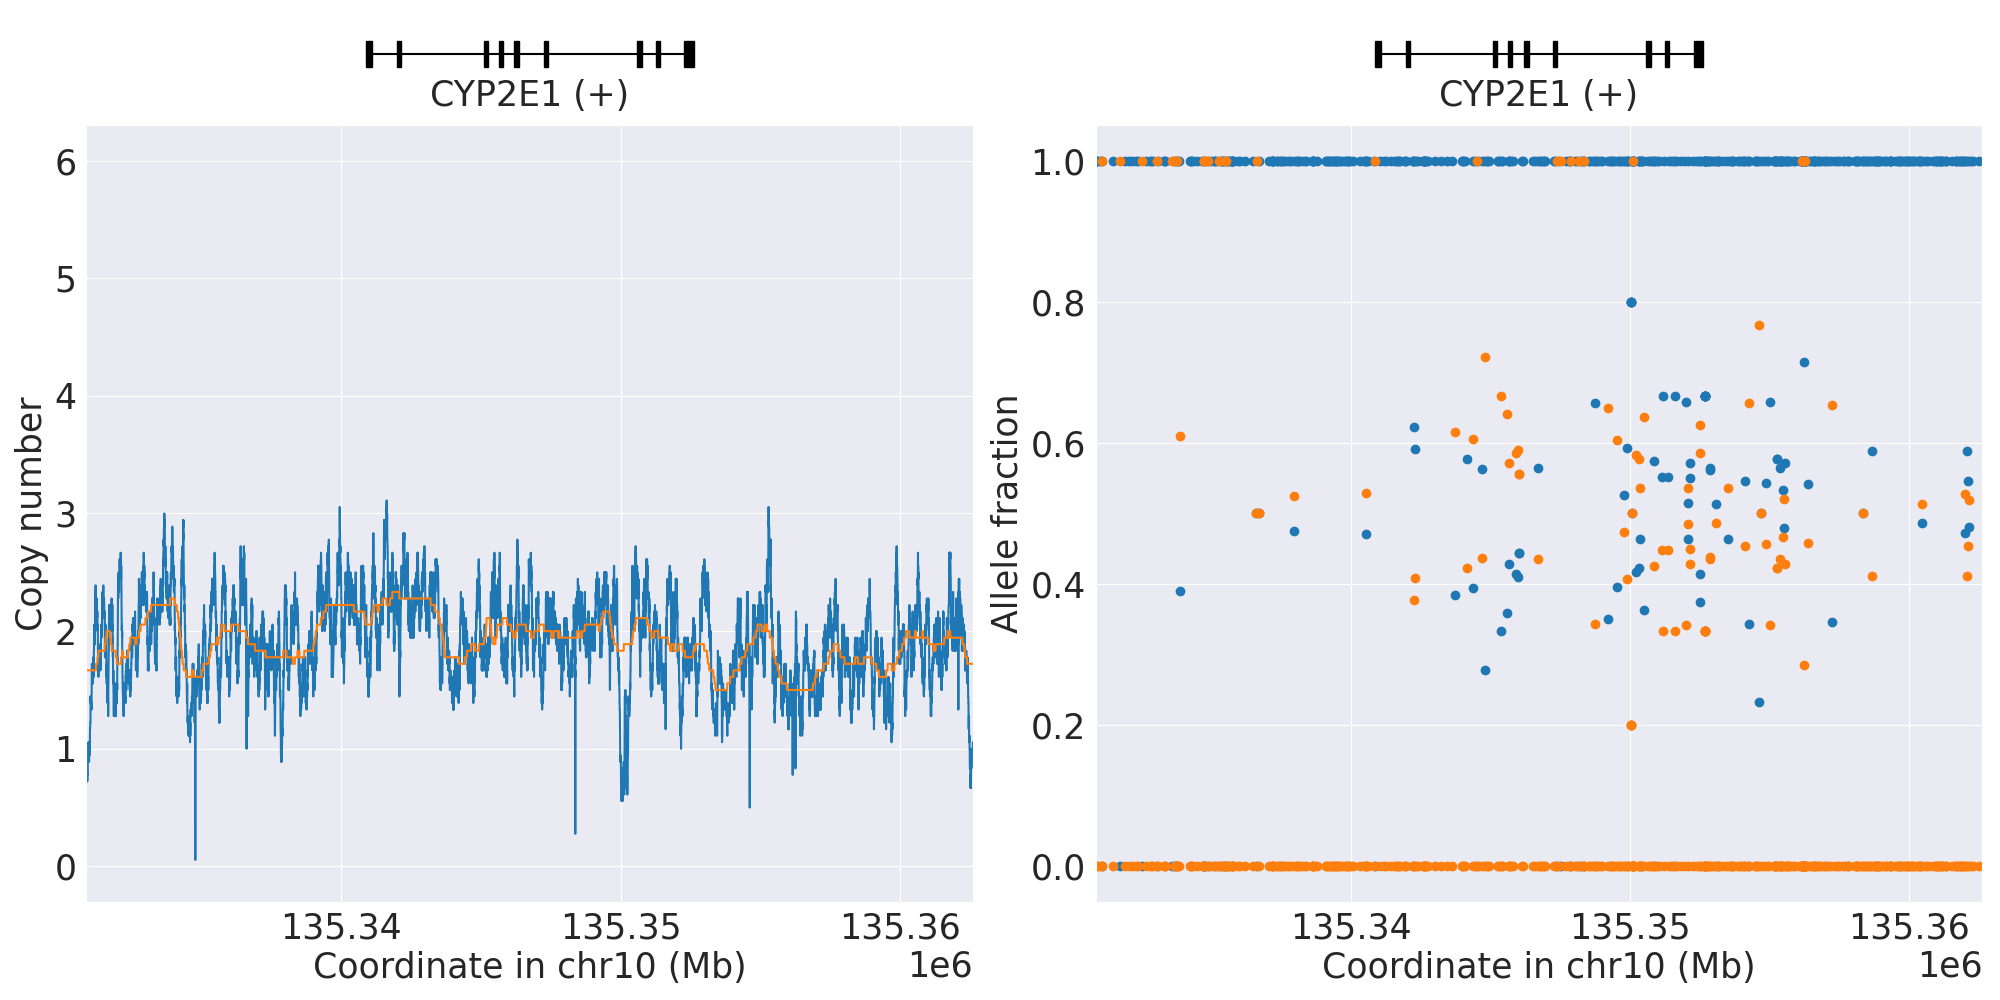 CYP2E1 (+)
6
5
4
3
2
1
0
Copy number
135.34 135.35 135.36
Coordinate in chr10 (Mb)
1e6
CYP2E1 (+)
1.0
0.8
0.6
0.4
0.2
0.0
Allele fraction
135.34 135.35 135.36
Coordinate in chr10 (Mb)
1e6